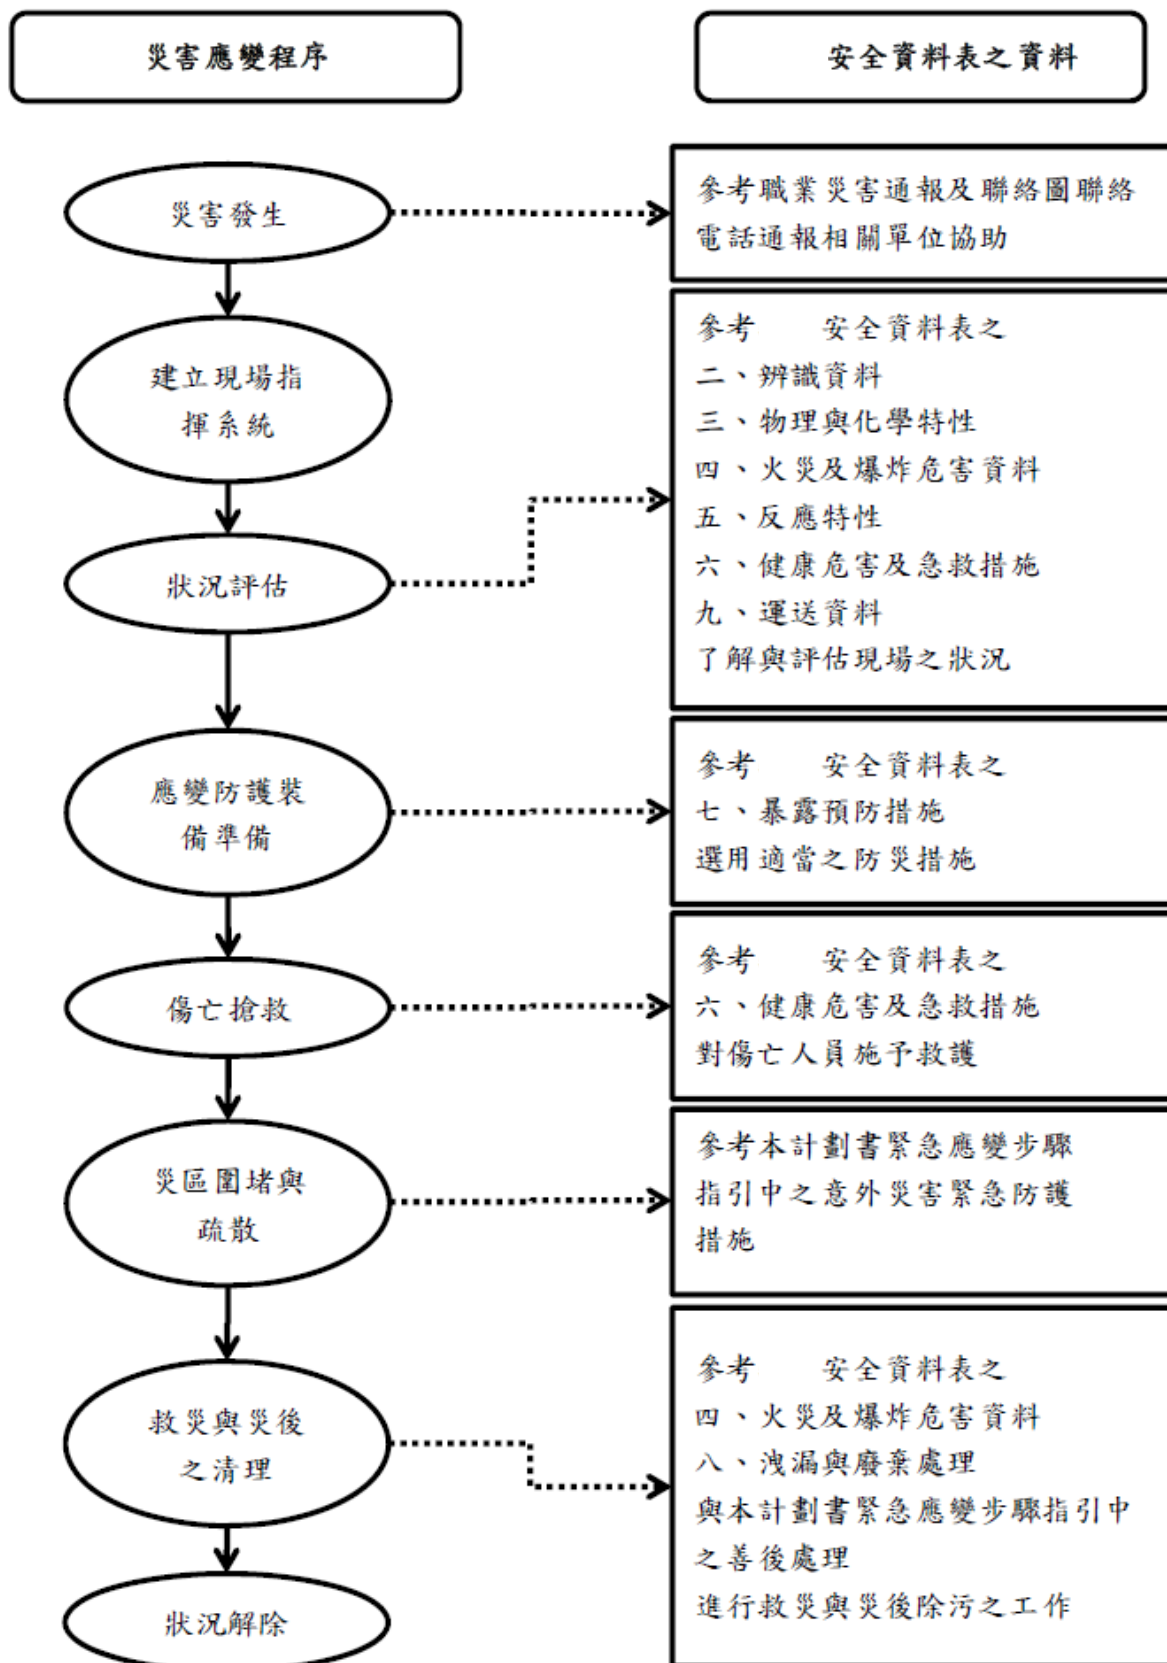 災害應變程序
安全資料表之資料
災害發生
參考職業災害通報及聯絡圖聯絡
電話通報相關單位協助
建立現場指
揮系統
狀況評估
參考 安全資料表之
二、辨識資料
三、物理與化學特性
四、火災及爆炸危害資料
五、反應特性
六、健康危害及急救措施
九、運送資料
了解與評估現場之狀況
應變防護裝
備準備
參考 安全資料表之
七、暴露預防措施
選用適當之防災措施
傷亡搶救
參考 安全資料表之
六、健康危害及急救措施
對傷亡人員施予救護
災區圍堵與
疏散
參考本計劃書緊急應變步驟
指引中之意外災害緊急防護
措施
救災與災後
之清理
參考 安全資料表之
四、火災及爆炸危害資料
八、洩漏與廢棄處理
與本計劃書緊急應變步驟指引中
之善後處理
進行救災與災後除污之工作
狀況解除